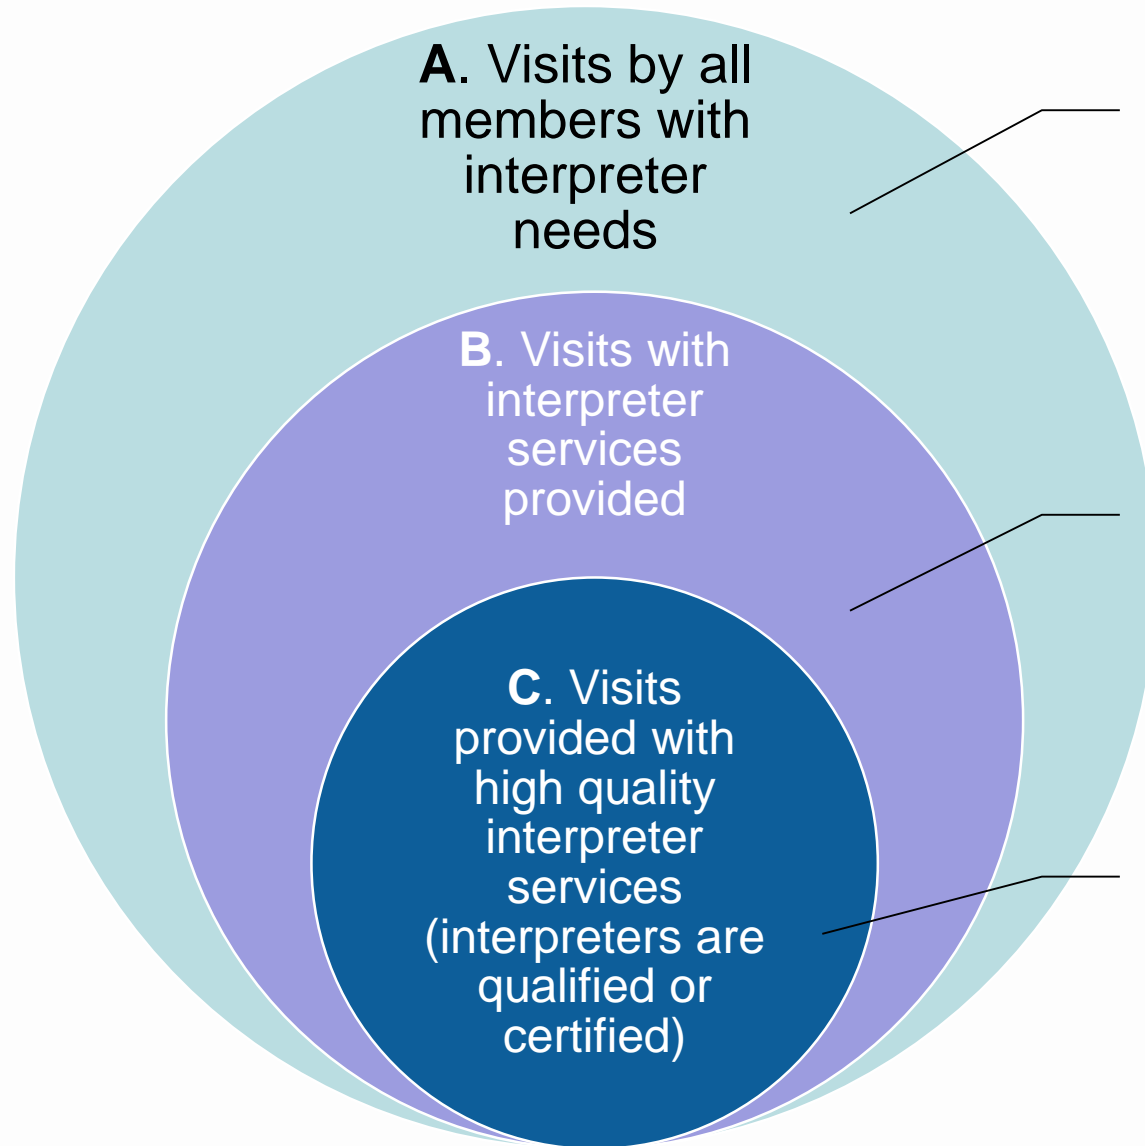 A. Visits by all
members with
interpreter
needs
B. Visits with
interpreter
services
provided
C. Visits
provided with
high quality
interpreter
services
(interpreters are
qualified or
certified)